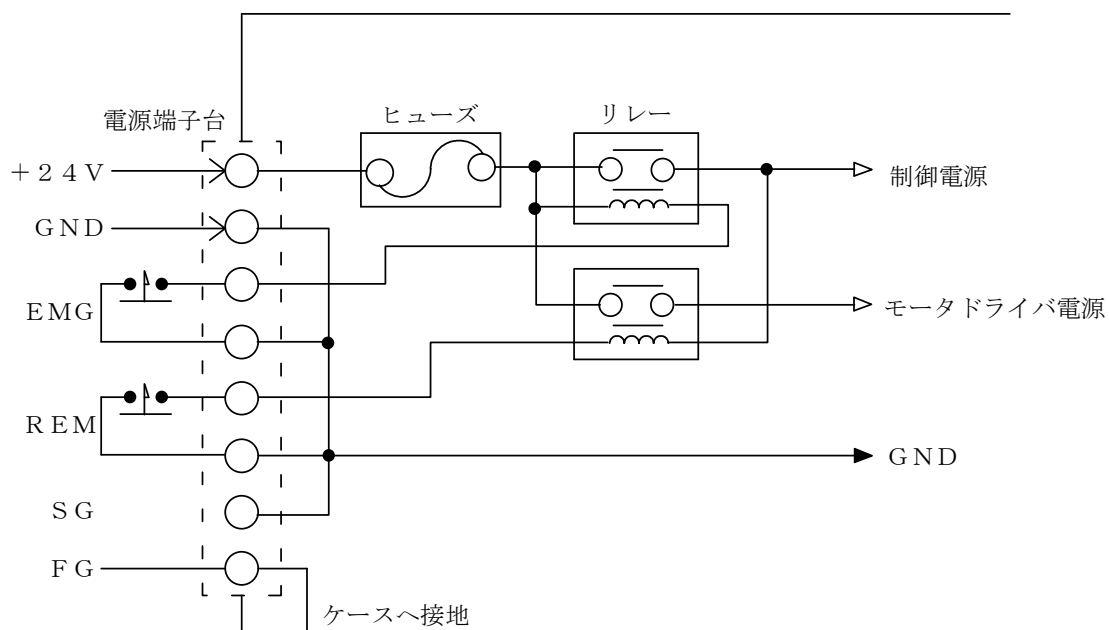 電源端子台
ヒューズ
リレー
+24V
制御電源
GND
EMG
モータドライバ電源
REM
GND
SG
FG
ケースへ接地